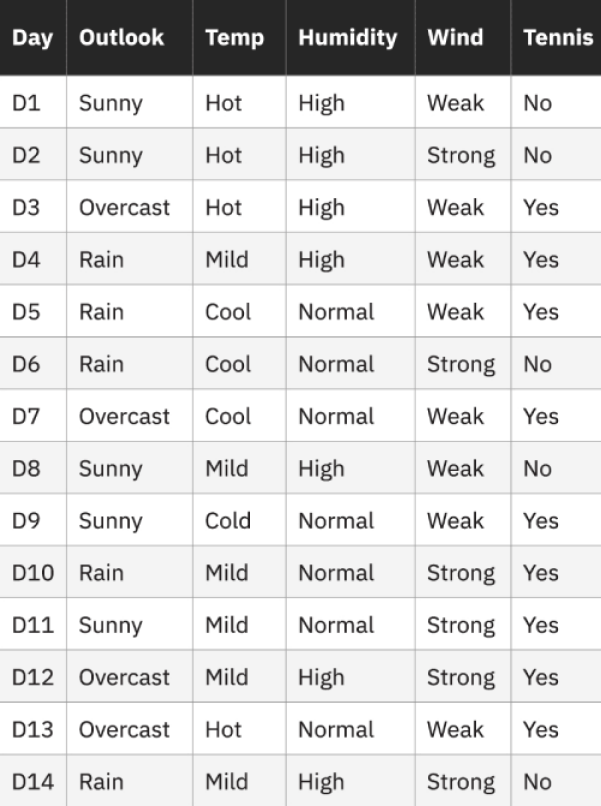 Day Outlook Temp Humidity Wind Tennis
D1 Sunny Hot High Weak No
D2 Sunny Hot High Strong No
D3 Overcast Hot High Weak Yes
D4 Rain Mild High Weak Yes
D5 Rain Cool Normal Weak Yes
D6 Rain Cool Normal Strong No
D7 Overcast Cool Normal Weak Yes
D8 Sunny Mild High Weak No
D9 Sunny Cold Normal Weak Yes
D10 Rain Mild Normal Strong Yes
D11 Sunny Mild Normal Strong Yes
D12 Overcast Mild High Strong Yes
D13 Overcast Hot Normal Weak Yes
D14 Rain Mild High Strong No